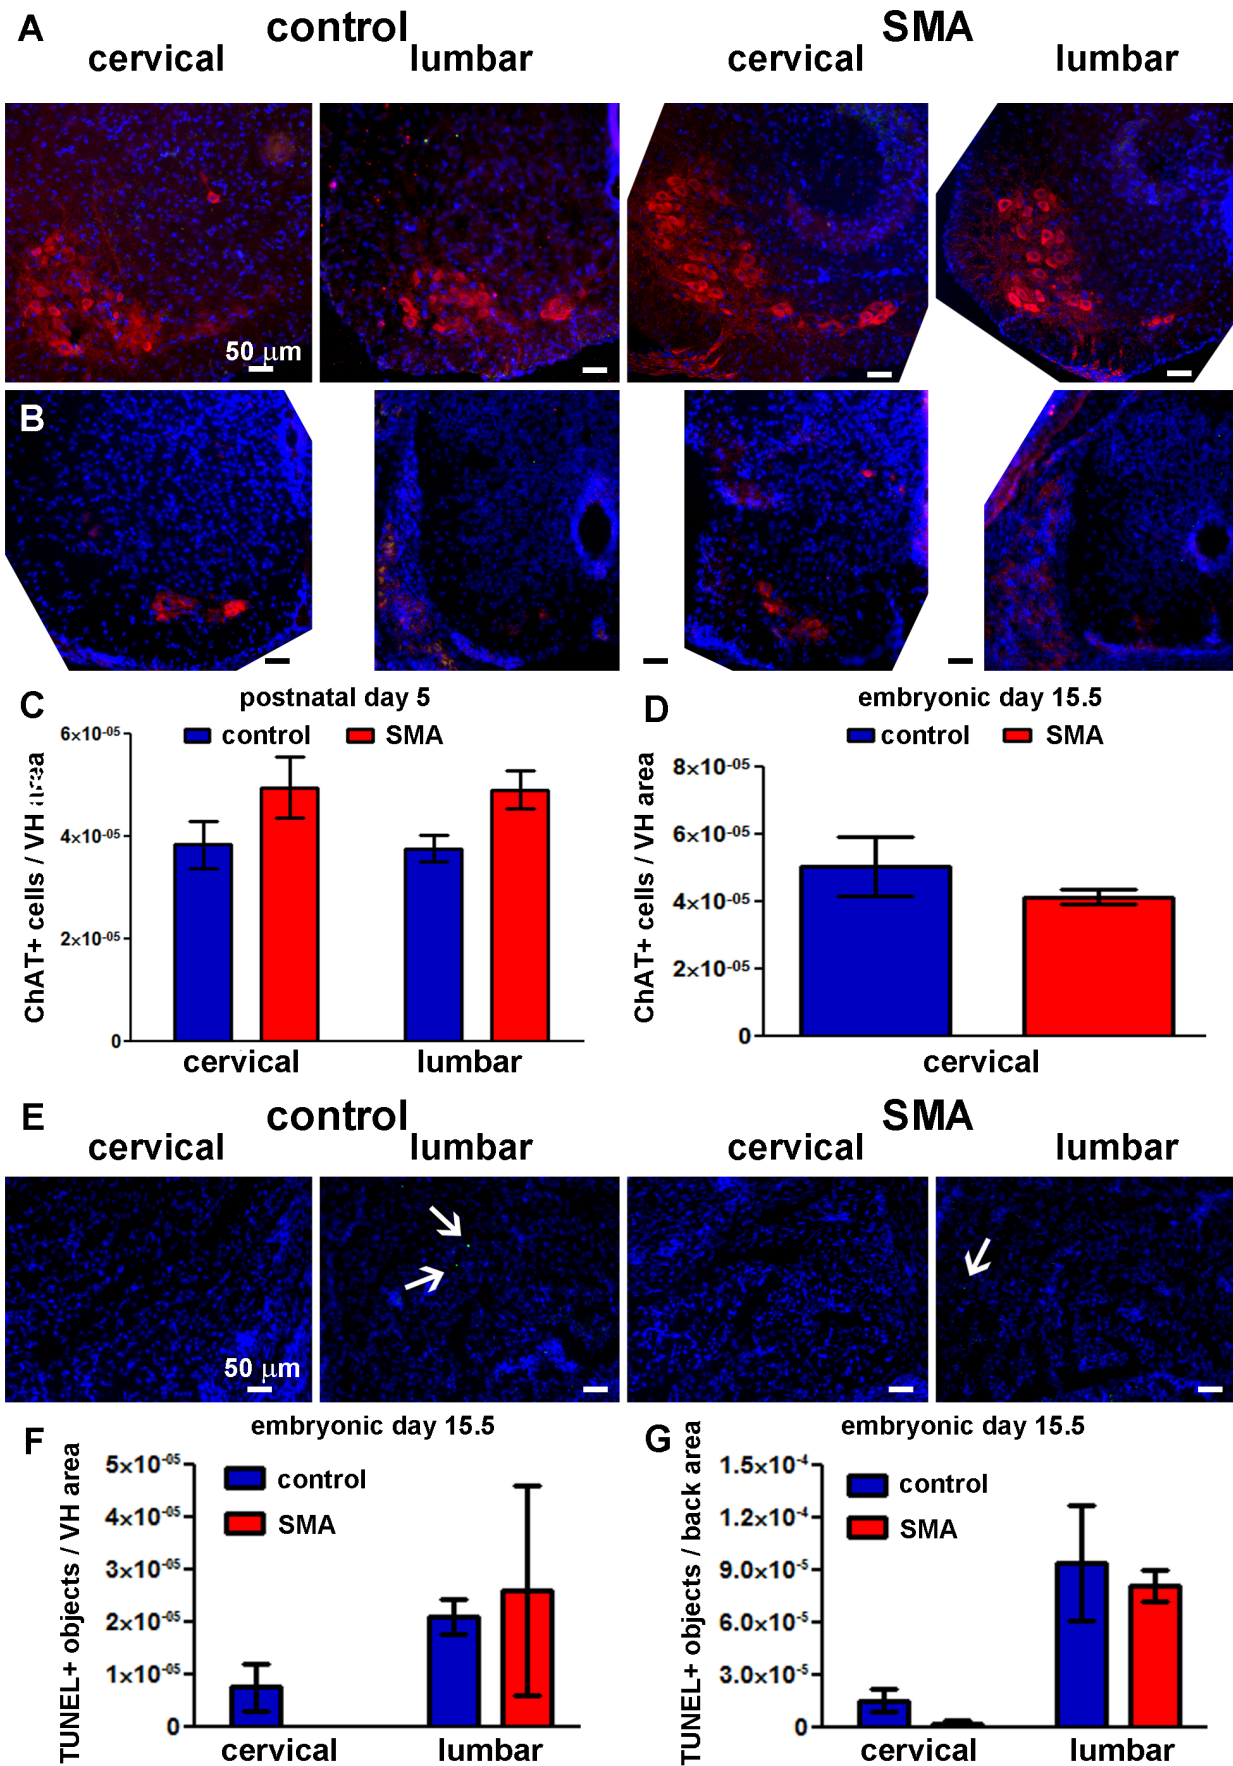 A control SMA
cervical lumbar cervical lumbar
50 µm
B
C postnatal day 5
control SMA
ChAT+ cells / VH area
6×10-05
4×10-05
2×10-05
0
cervical lumbar
D embryonic day 15.5
control SMA
ChAT+ cells / VH area
8×10-05
6×10-05
4×10-05
2×10-05
0
cervical
E control SMA
cervical lumbar cervical lumbar
50 µm
F embryonic day 15.5
control
SMA
TUNEL+ objects / VH area
5×10-05
4×10-05
3×10-05
2×10-05
1×10-05
0
cervical lumbar
G embryonic day 15.5
control
SMA
TUNEL+ objects / back area
1.5×10-4
1.2×10-4
9.0×10-5
6.0×10-5
3.0×10-5
0
cervical lumbar